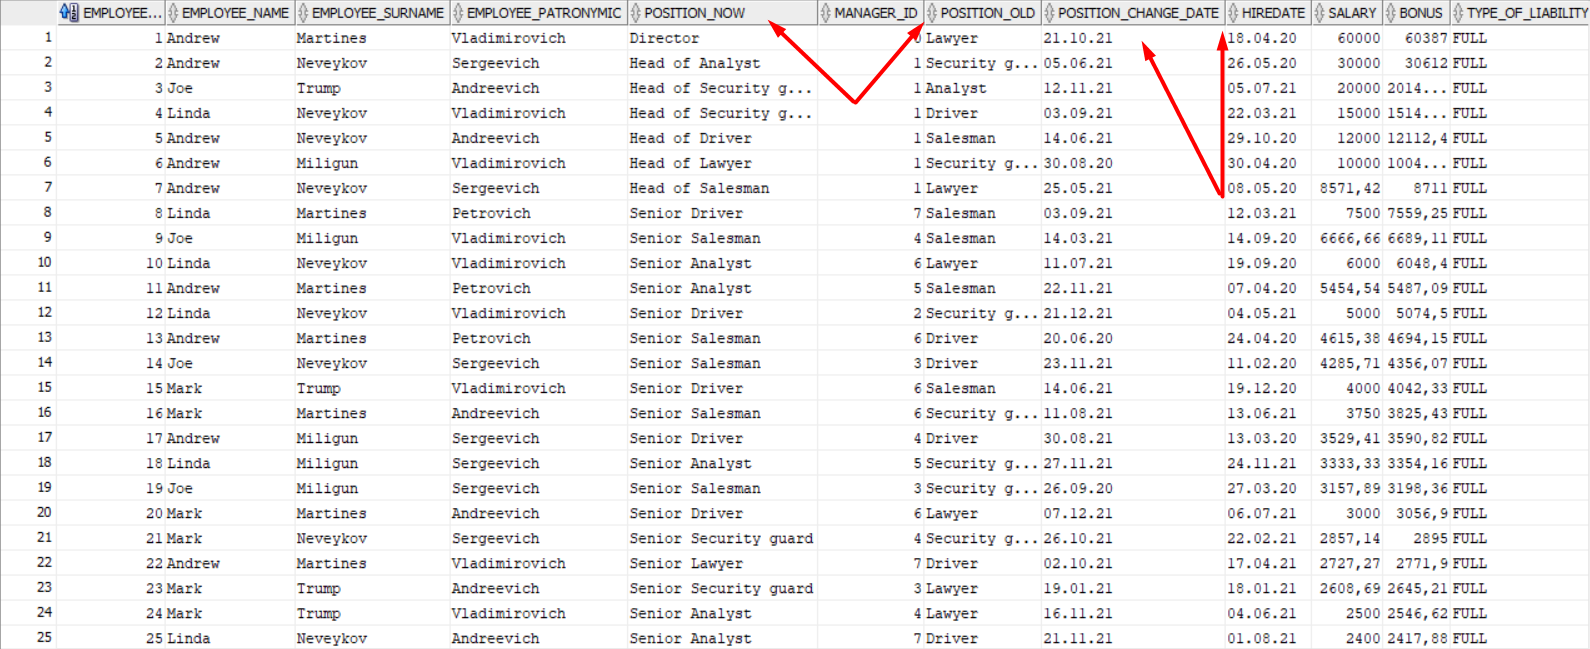 EMPLOYEE... EMPLOYEE_NAME EMPLOYEE_SURNAME EMPLOYEE_PATRONYMIC POSITION_NOW MANAGER_ID POSITION_OLD POSITION_CHANGE_DATE HIREDATE SALARY BONUS TYPE_OF_LIABILITY
1 1 Andrew Martines Vladimirovich Director 0 Lawyer 21.10.21 18.04.20 60000 60387 FULL
2 2 Andrew Neveykov Sergeevich Head of Analyst 1 Security g... 05.06.21 26.05.20 30000 30612 FULL
3 3 Joe Trump Andreevich Head of Security g... 1 Analyst 12.11.21 05.07.21 20000 2014... FULL
4 4 Linda Neveykov Vladimirovich Head of Security g... 1 Driver 03.09.21 22.03.21 15000 1514... FULL
5 5 Andrew Neveykov Andreevich Head of Driver 1 Salesman 14.06.21 29.10.20 12000 12112,4 FULL
6 6 Andrew Miligun Vladimirovich Head of Lawyer 1 Security g... 30.08.20 30.04.20 10000 1004... FULL
7 7 Andrew Neveykov Sergeevich Head of Salesman 1 Lawyer 25.05.21 08.05.20 8571,42 8711 FULL
8 8 Linda Martines Petrovich Senior Driver 7 Salesman 03.09.21 12.03.21 7500 7559,25 FULL
9 9 Joe Miligun Vladimirovich Senior Salesman 4 Salesman 14.03.21 14.09.20 6666,66 6689,11 FULL
10 10 Linda Neveykov Vladimirovich Senior Analyst 6 Lawyer 11.07.21 19.09.20 6000 6048,4 FULL
11 11 Andrew Martines Petrovich Senior Analyst 5 Salesman 22.11.21 07.04.20 5454,54 5487,09 FULL
12 12 Linda Neveykov Vladimirovich Senior Driver 2 Security g... 21.12.21 04.05.21 5000 5074,5 FULL
13 13 Andrew Martines Petrovich Senior Salesman 6 Driver 20.06.20 24.04.20 4615,38 4694,15 FULL
14 14 Joe Neveykov Sergeevich Senior Salesman 3 Driver 23.11.21 11.02.20 4285,71 4356,07 FULL
15 15 Mark Trump Vladimirovich Senior Driver 6 Salesman 14.06.21 19.12.20 4000 4042,33 FULL
16 16 Mark Martines Andreevich Senior Salesman 6 Security g... 11.08.21 13.06.21 3750 3825,43 FULL
17 17 Andrew Miligun Sergeevich Senior Driver 4 Driver 30.08.21 13.03.20 3529,41 3590,82 FULL
18 18 Linda Miligun Sergeevich Senior Analyst 5 Security g... 27.11.21 24.11.21 3333,33 3354,16 FULL
19 19 Joe Miligun Sergeevich Senior Salesman 3 Security g... 26.09.20 27.03.20 3157,89 3198,36 FULL
20 20 Mark Martines Andreevich Senior Driver 6 Lawyer 07.12.21 06.07.21 3000 3056,9 FULL
21 21 Mark Neveykov Sergeevich Senior Security guard 4 Security g... 26.10.21 22.02.21 2857,14 2895 FULL
22 22 Andrew Martines Vladimirovich Senior Lawyer 7 Driver 02.10.21 17.04.21 2727,27 2771,9 FULL
23 23 Mark Trump Andreevich Senior Security guard 3 Lawyer 19.01.21 18.01.21 2608,69 2645,21 FULL
24 24 Mark Trump Vladimirovich Senior Analyst 4 Lawyer 16.11.21 04.06.21 2500 2546,62 FULL
25 25 Linda Neveykov Andreevich Senior Analyst 7 Driver 21.11.21 01.08.21 2400 2417,88 FULL